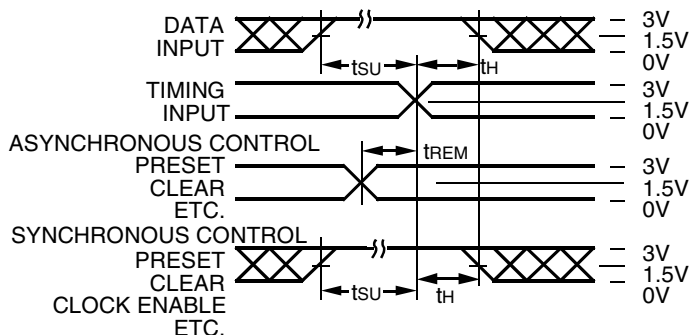 DATA
INPUT
tSU
tH
3V
1.5V
0V
TIMING
INPUT
3V
1.5V
0V
ASYNCHRONOUS CONTROL
PRESET
CLEAR
ETC.
tREM
3V
1.5V
0V
SYNCHRONOUS CONTROL
PRESET
CLEAR
CLOCK ENABLE
ETC.
tSU
tH
3V
1.5V
0V